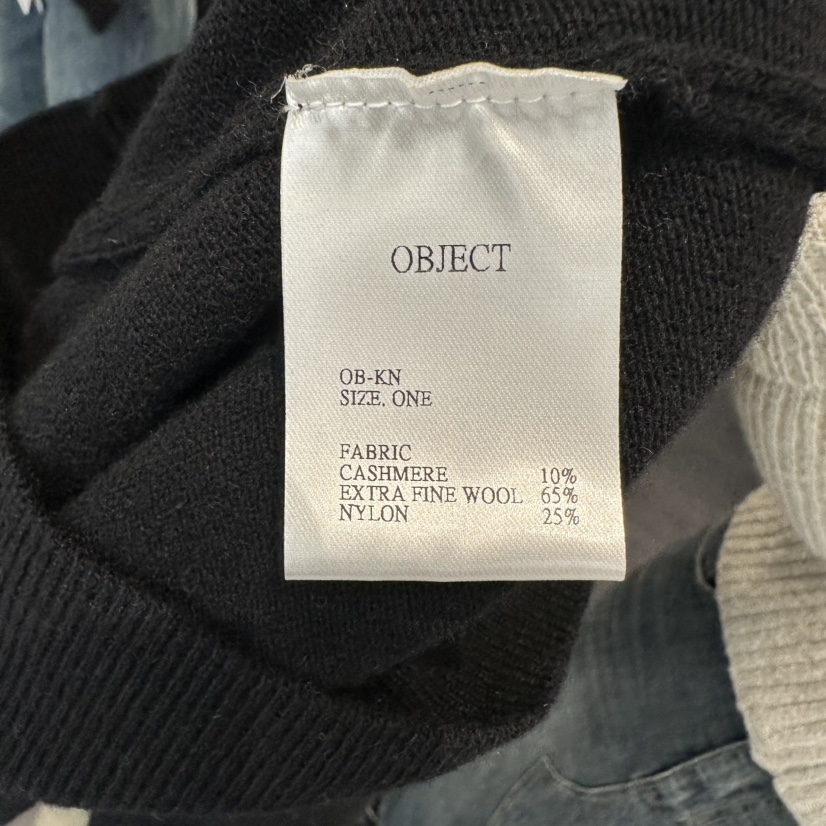 OBJECT
OB-KN
SIZE. ONE
FABRIC
CASHMERE 10%
EXTRA FINE WOOL 65%
NYLON 25%